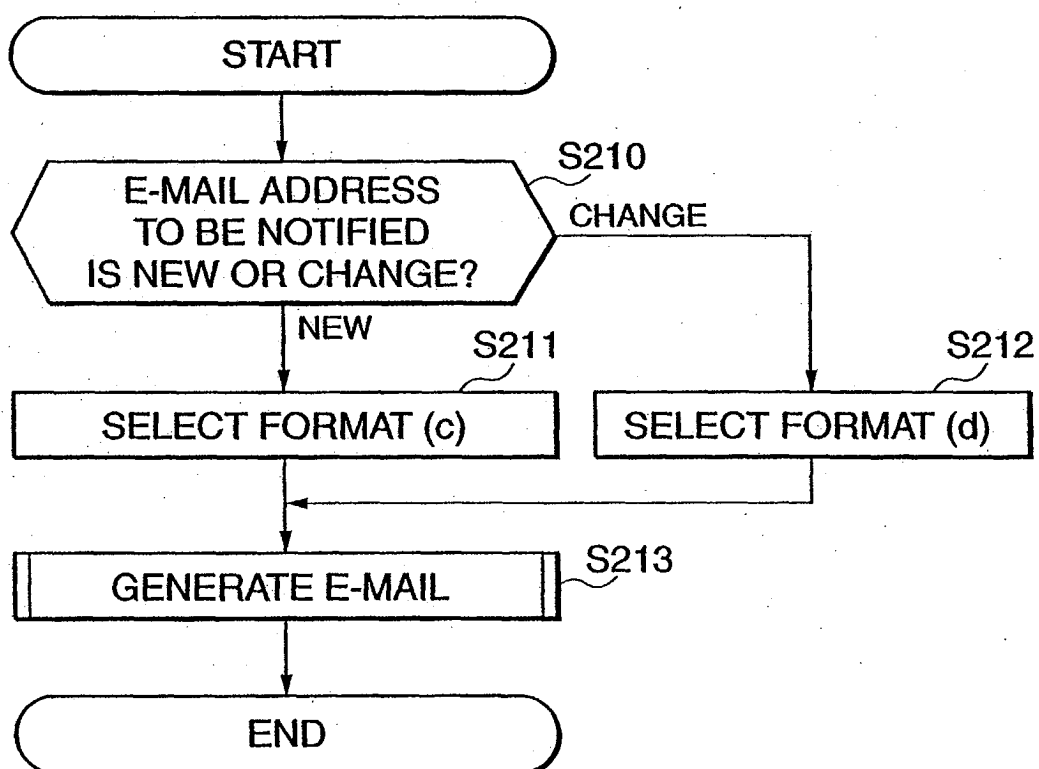 START
S210
E-MAIL ADDRESS
TO BE NOTIFIED
IS NEW OR CHANGE?
CHANGE
NEW
S211
S212
SELECT FORMAT (c)
SELECT FORMAT (d)
S213
GENERATE E-MAIL
END